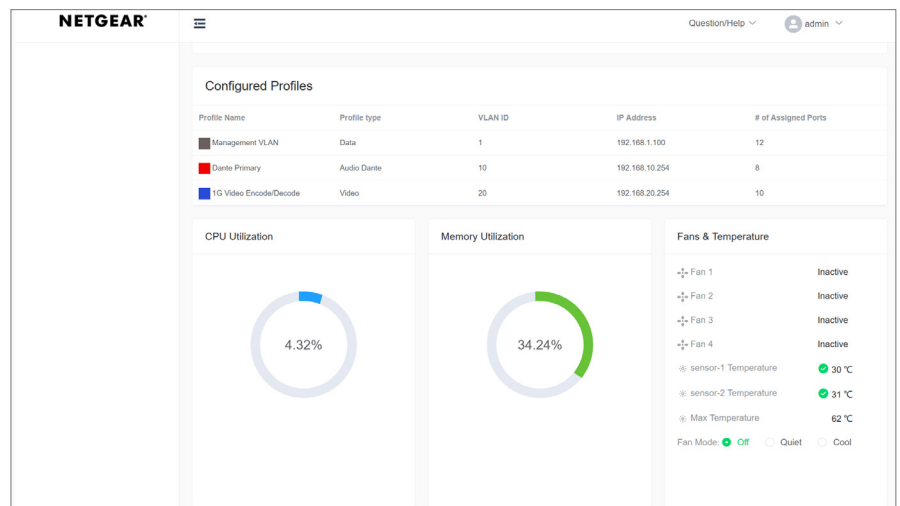 NETGEAR®
Question/Help
admin
Configured Profiles
Profile Name Profile type VLAN ID IP Address # of Assigned Ports
Management VLAN Data 1 192.168.1.100 12
Dante Primary Audio Dante 10 192.168.10.254 8
1G Video Encode/Decode Video 20 192.168.20.254 10
CPU Utilization
4.32%
Memory Utilization
34.24%
Fans & Temperature
Fan 1 Inactive
Fan 2 Inactive
Fan 3 Inactive
Fan 4 Inactive
sensor-1 Temperature 30 ℃
sensor-2 Temperature 31 ℃
Max Temperature 62 ℃
Fan Mode: Off Quiet Cool